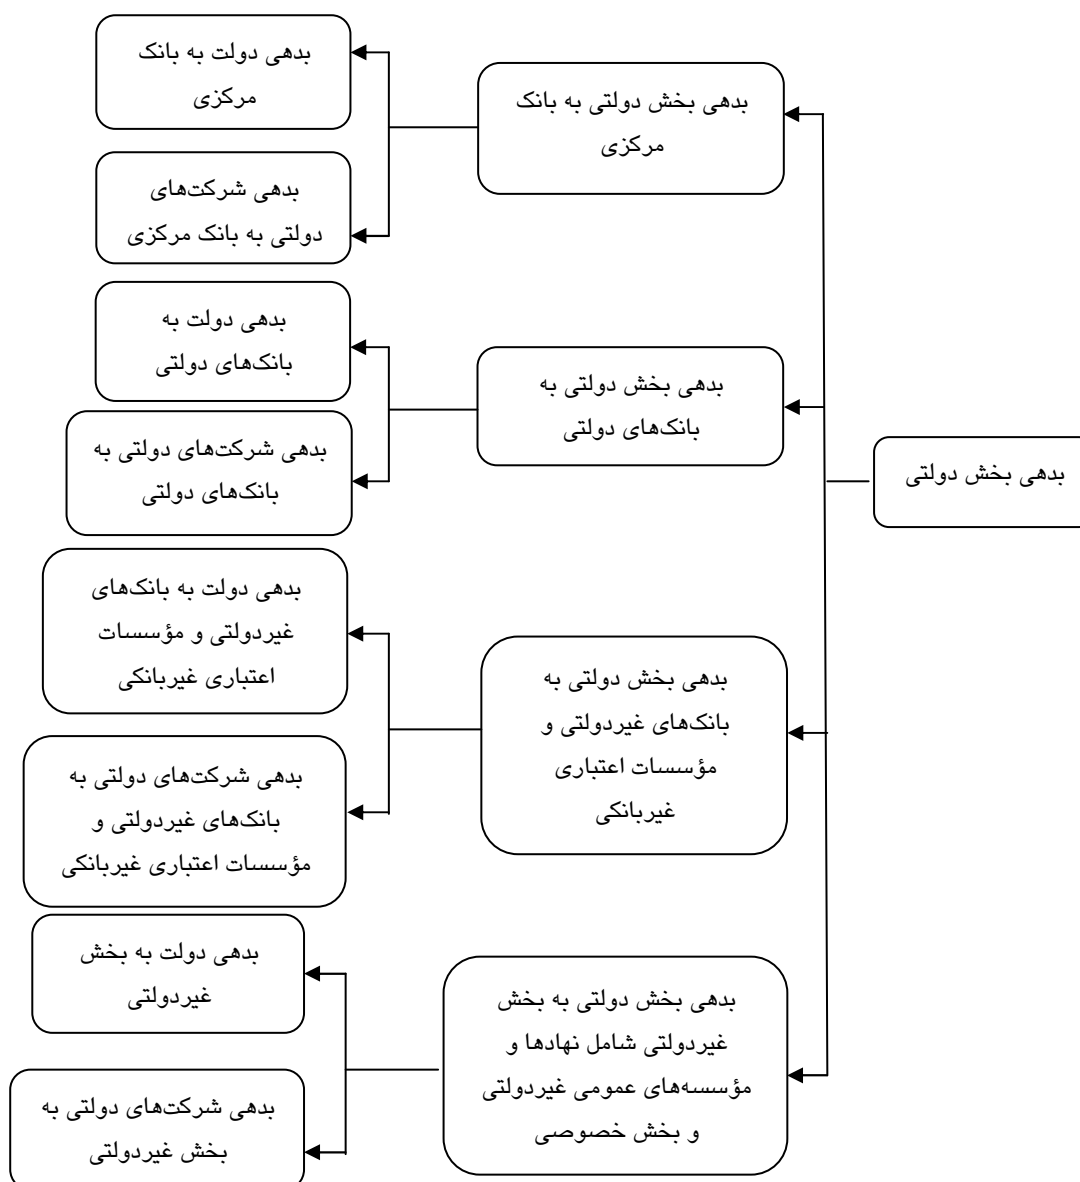 بدهی بخش دولتی
بدهی بخش دولتی به بانک
مرکزی
بدهی دولت به بانک
مرکزی
بدهی شرکت‌های
دولتی به بانک مرکزی
بدهی بخش دولتی به
بانک‌های دولتی
بدهی دولت به
بانک‌های دولتی
بدهی شرکت‌های دولتی به
بانک‌های دولتی
بدهی بخش دولتی به
بانک‌های غیردولتی و
مؤسسات اعتباری
غیربانکی
بدهی دولت به بانک‌های
غیردولتی و مؤسسات
اعتباری غیربانکی
بدهی شرکت‌های دولتی به
بانک‌های غیردولتی و
مؤسسات اعتباری غیربانکی
بدهی بخش دولتی به بخش
غیردولتی شامل نهادها و
مؤسسه‌های عمومی غیردولتی
و بخش خصوصی
بدهی دولت به بخش
غیردولتی
بدهی شرکت‌های دولتی به
بخش غیردولتی